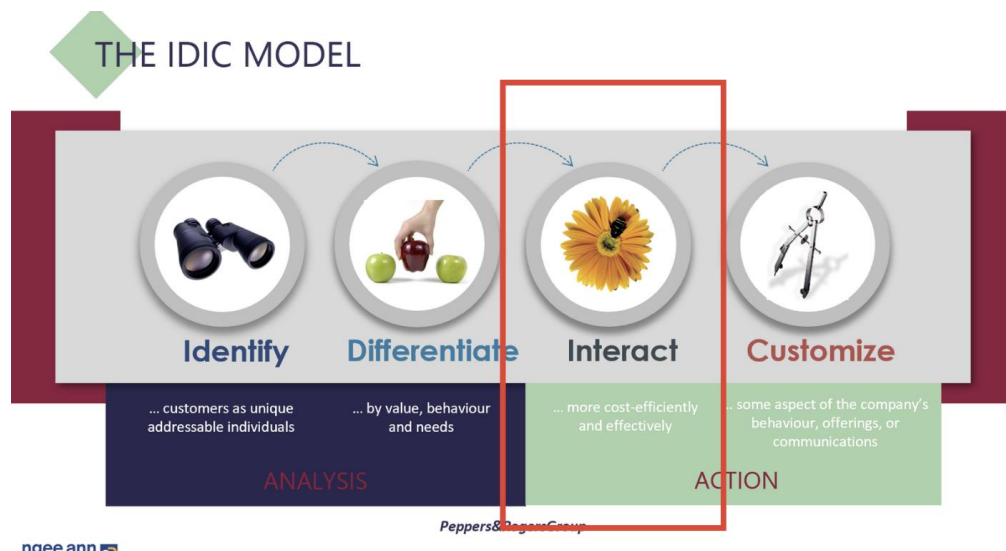 THE IDIC MODEL
Identify
Differentiate
Interact
Customize
... customers as unique
addressable individuals
... by value, behaviour
and needs
... more cost-efficiently
and effectively
... some aspect of the company's
behaviour, offerings, or
communications
ANALYSIS
ACTION
Peppers&RogersGroup
ngee ann